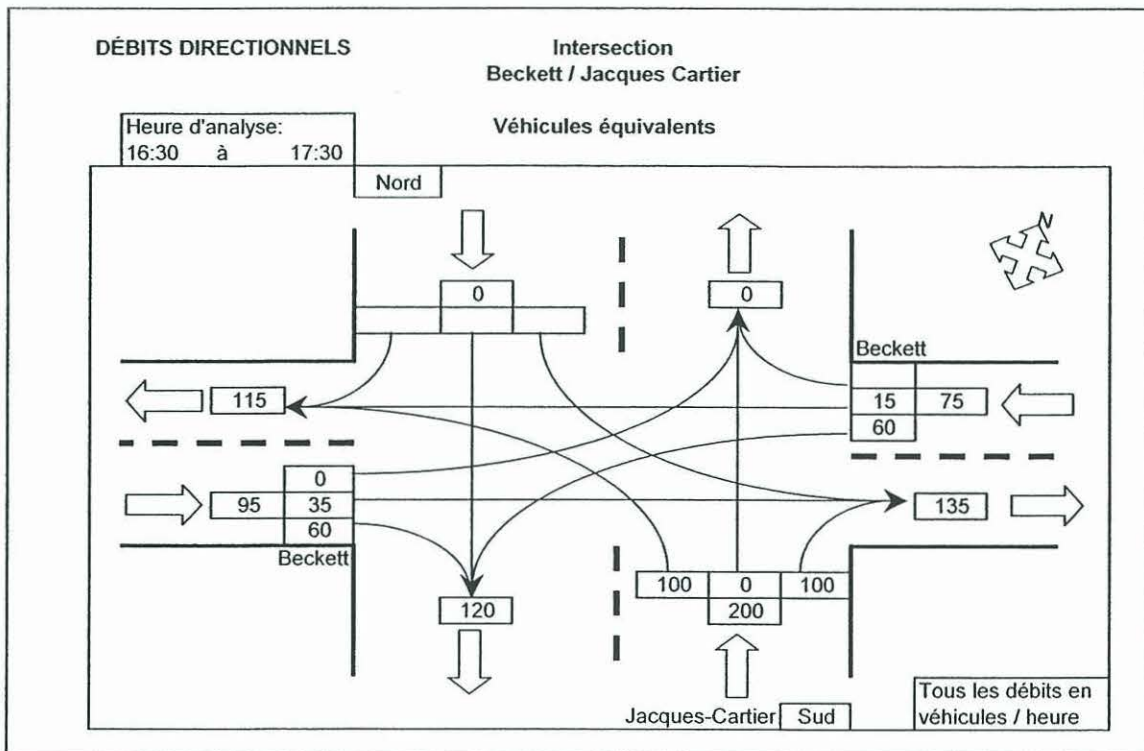 DÉBITS DIRECTIONNELS
Intersection
Beckett / Jacques Cartier
Heure d'analyse:
16:30 à 17:30
Véhicules équivalents
Nord
N
0
0
Beckett
115
15 75
60
0
95 35
60
Beckett
135
120
100 0 100
200
Jacques-Cartier Sud
Tous les débits en
véhicules / heure